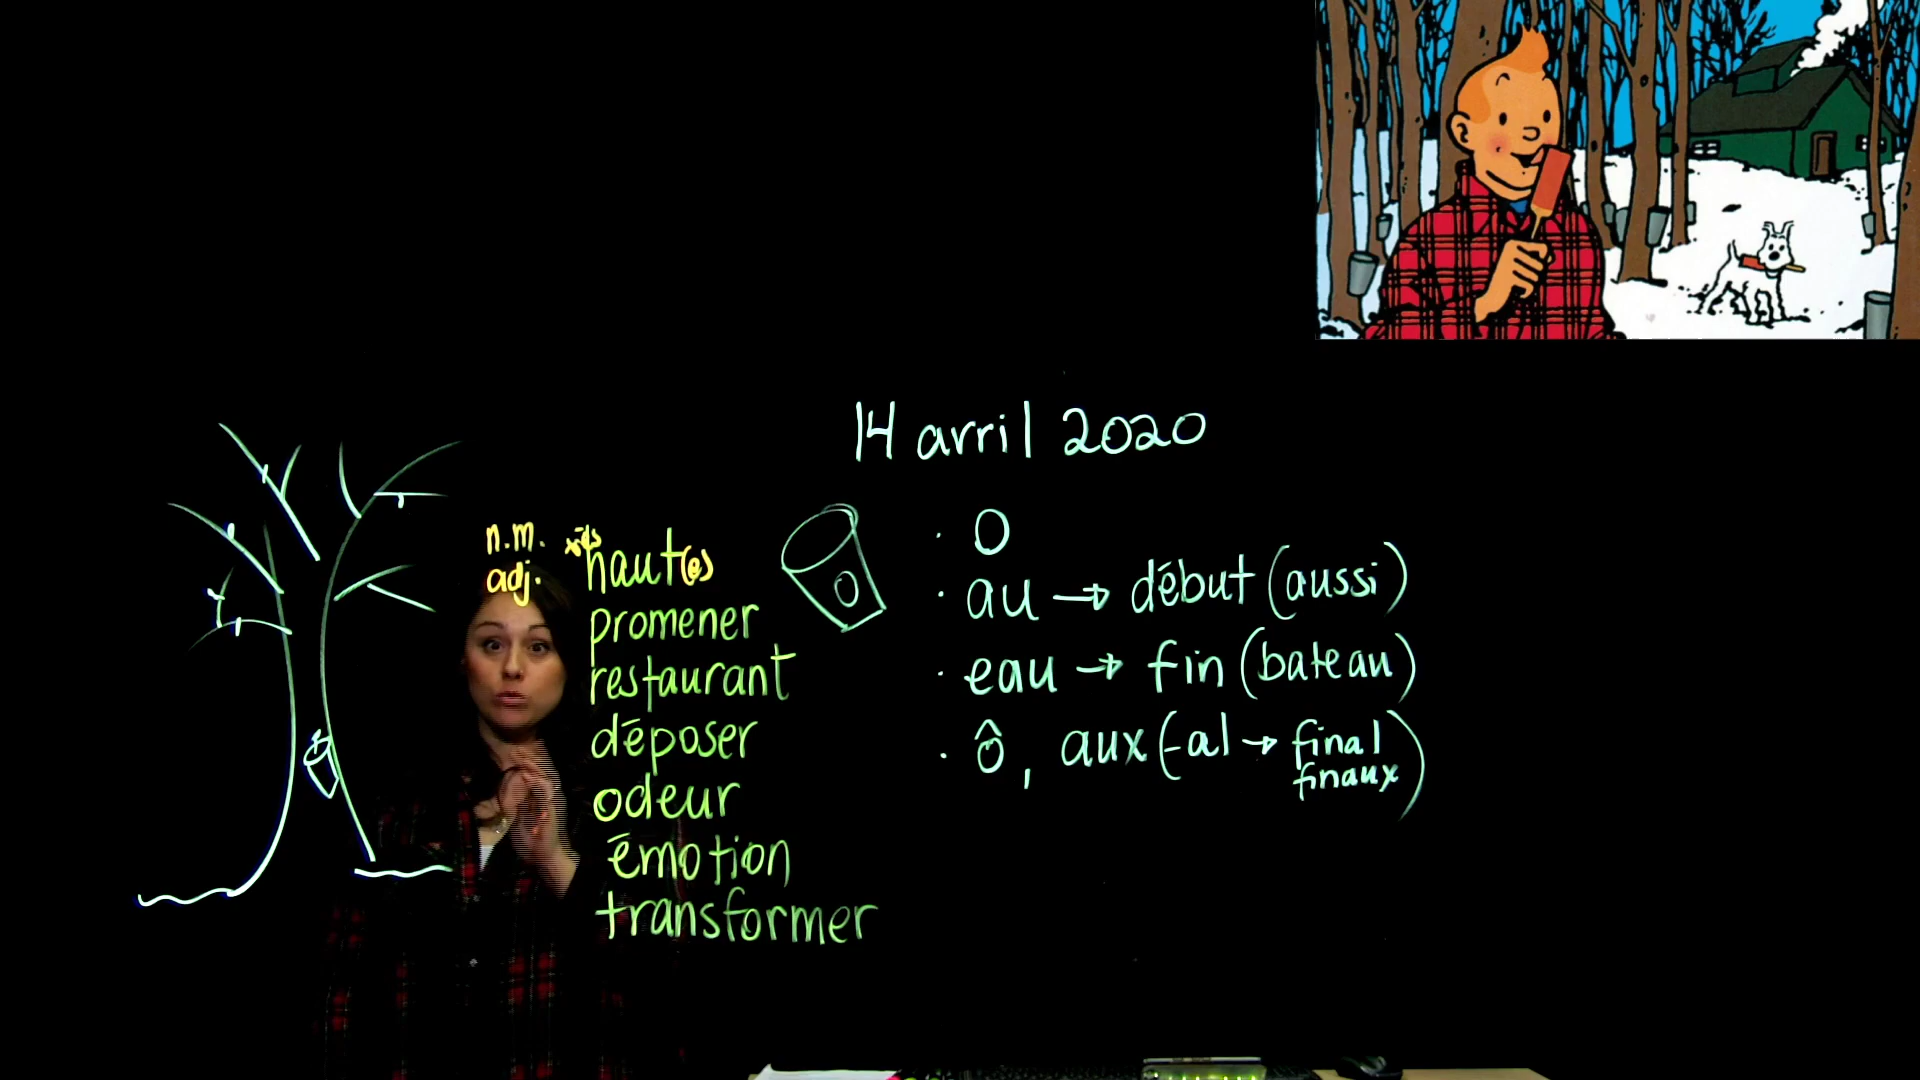 14 avril 2020
n.m.
adj.
haut(e)s
promener
restaurant
déposer
odeur
émotion
transformer
O
· O
· au → début (aussi)
· eau → fin (bateau)
· ô, aux (-al → final
finaux)